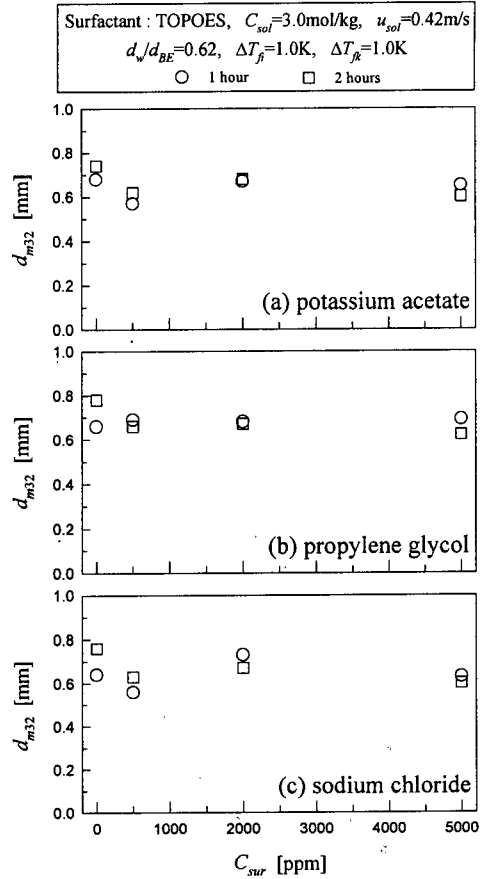 Surfactant : TOPOES, C_sol=3.0mol/kg, u_sol=0.42m/s
d_w/d_BE=0.62, ΔT_fi=1.0K, ΔT_fk=1.0K
○ 1 hour □ 2 hours
1.0
0.8
0.6
0.4
0.2
0.0
d_m32 [mm]
(a) potassium acetate
1.0
0.8
0.6
0.4
0.2
0.0
d_m32 [mm]
(b) propylene glycol
1.0
0.8
0.6
0.4
0.2
0.0
d_m32 [mm]
(c) sodium chloride
0 1000 2000 3000 4000 5000
C_sur [ppm]